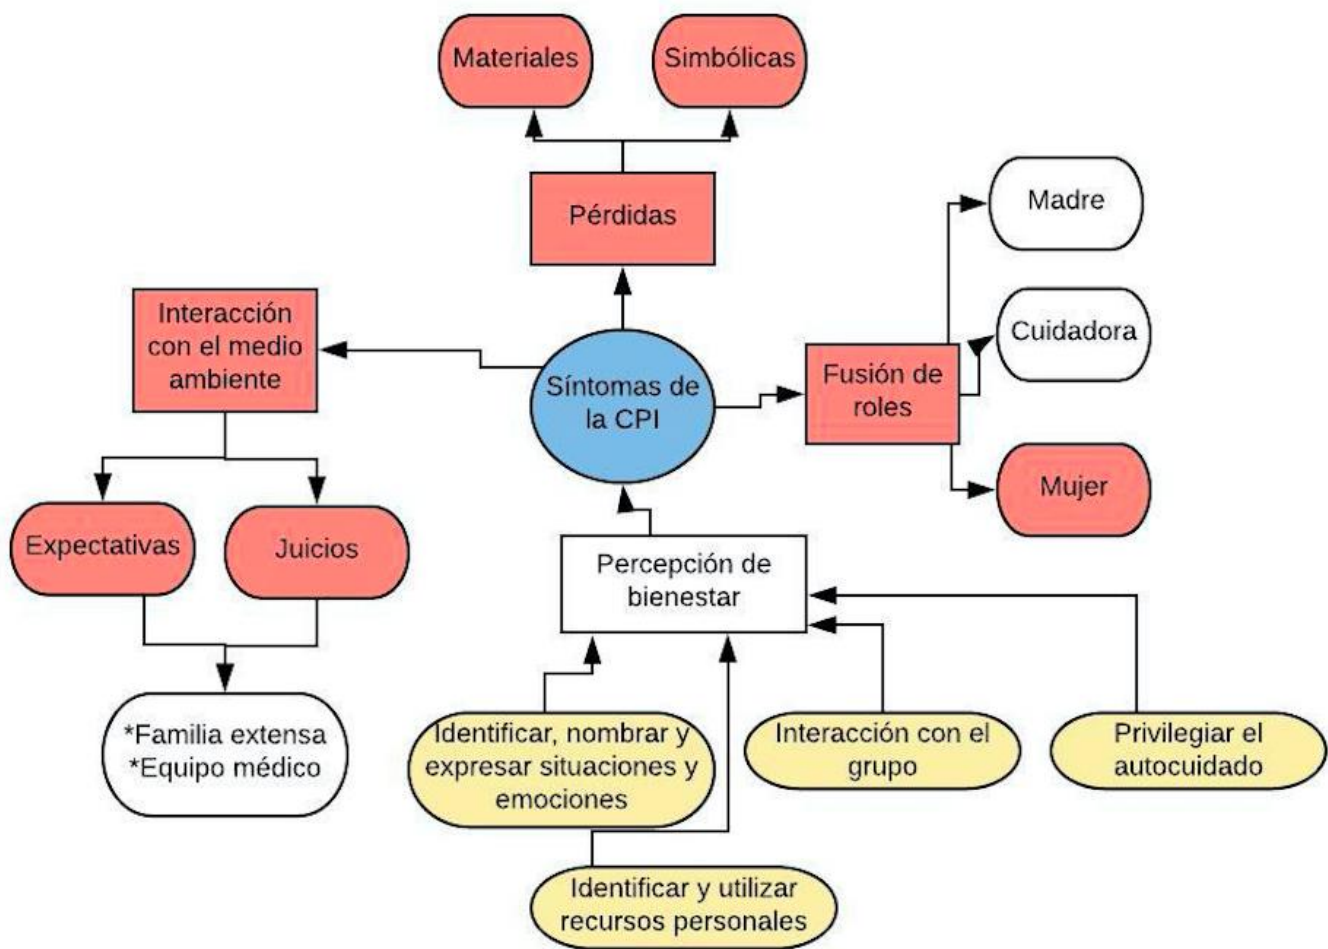 Materiales
Simbólicas
Pérdidas
Madre
Interacción
con el medio
ambiente
Cuidadora
Síntomas de
la CPI
Fusión de
roles
Mujer
Expectativas
Juicios
Percepción de
bienestar
*Familia extensa
*Equipo médico
Identificar, nombrar y
expresar situaciones y
emociones
Interacción con el
grupo
Privilegiar el
autocuidado
Identificar y utilizar
recursos personales